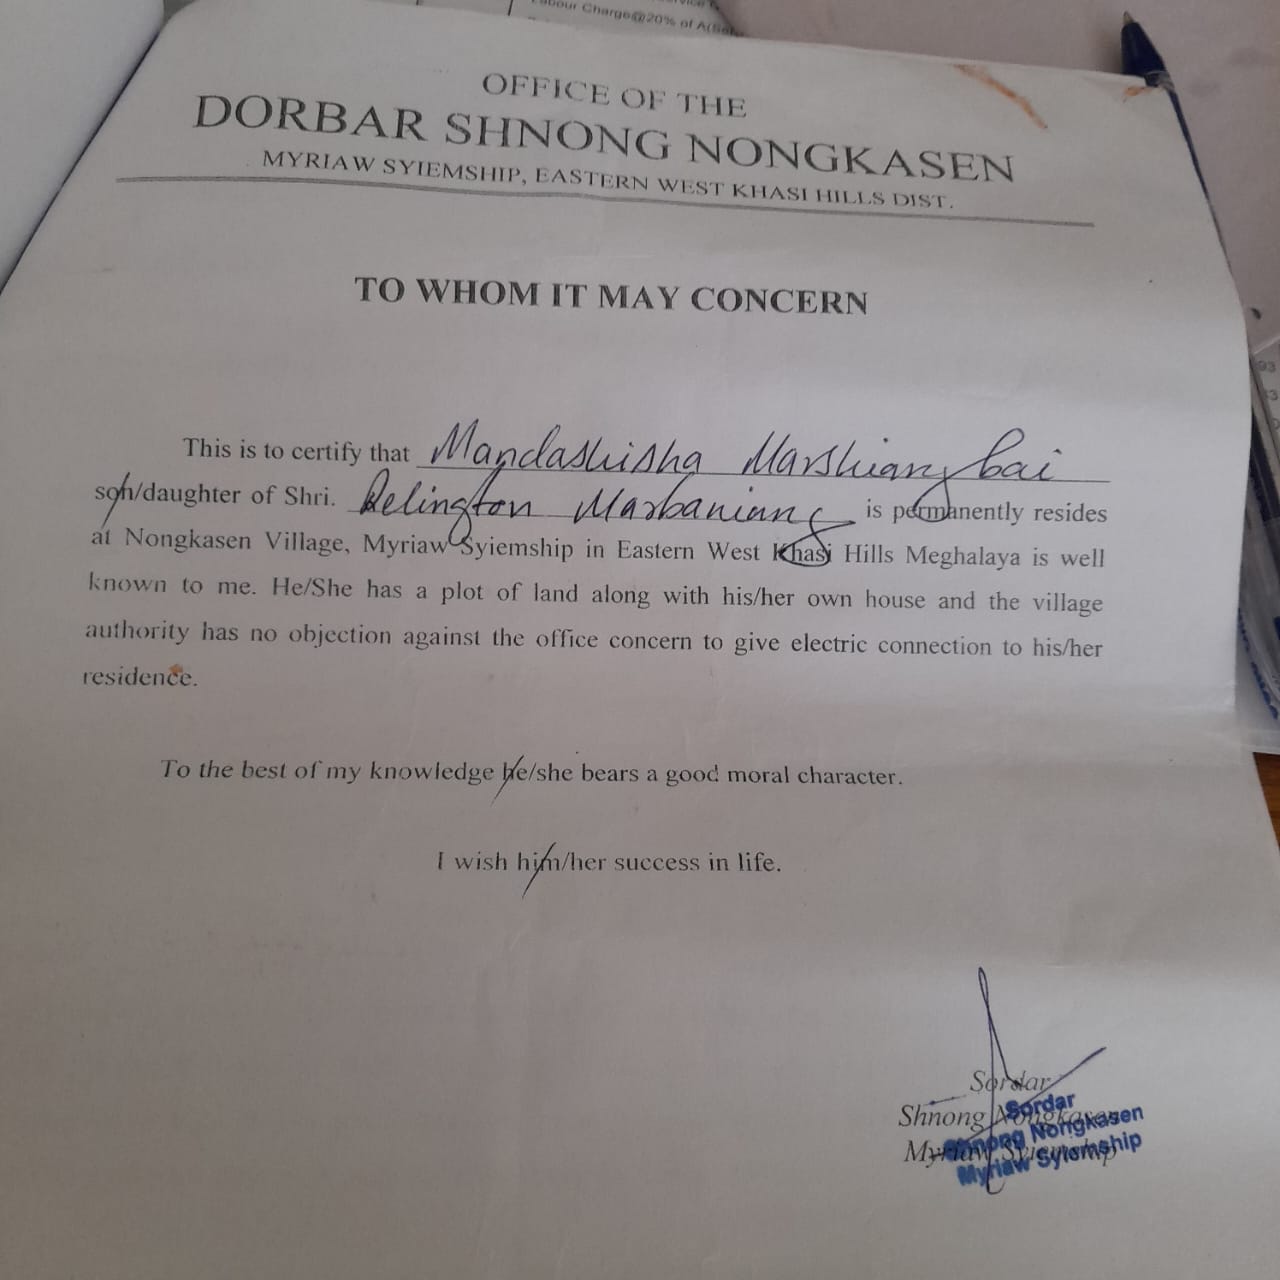 Labour Charge@20% of A(
OFFICE OF THE
DORBAR SHNONG NONGKASEN
MYRIAW SYIEMSHIP, EASTERN WEST KHASI HILLS DIST.
TO WHOM IT MAY CONCERN
This is to certify that Mandashisha Marshiangbai
son/daughter of Shri. Relington Marbaniang is permanently resides
at Nongkasen Village, Myriaw Syiemship in Eastern West Khasi Hills Meghalaya is well
known to me. He/She has a plot of land along with his/her own house and the village
authority has no objection against the office concern to give electric connection to his/her
residence.
To the best of my knowledge he/she bears a good moral character.
I wish him/her success in life.
Sordar
Shnong Nongkasen
Myriaw Syiemship
Sordar
Shnong Nongkasen
Myriaw Syiemship